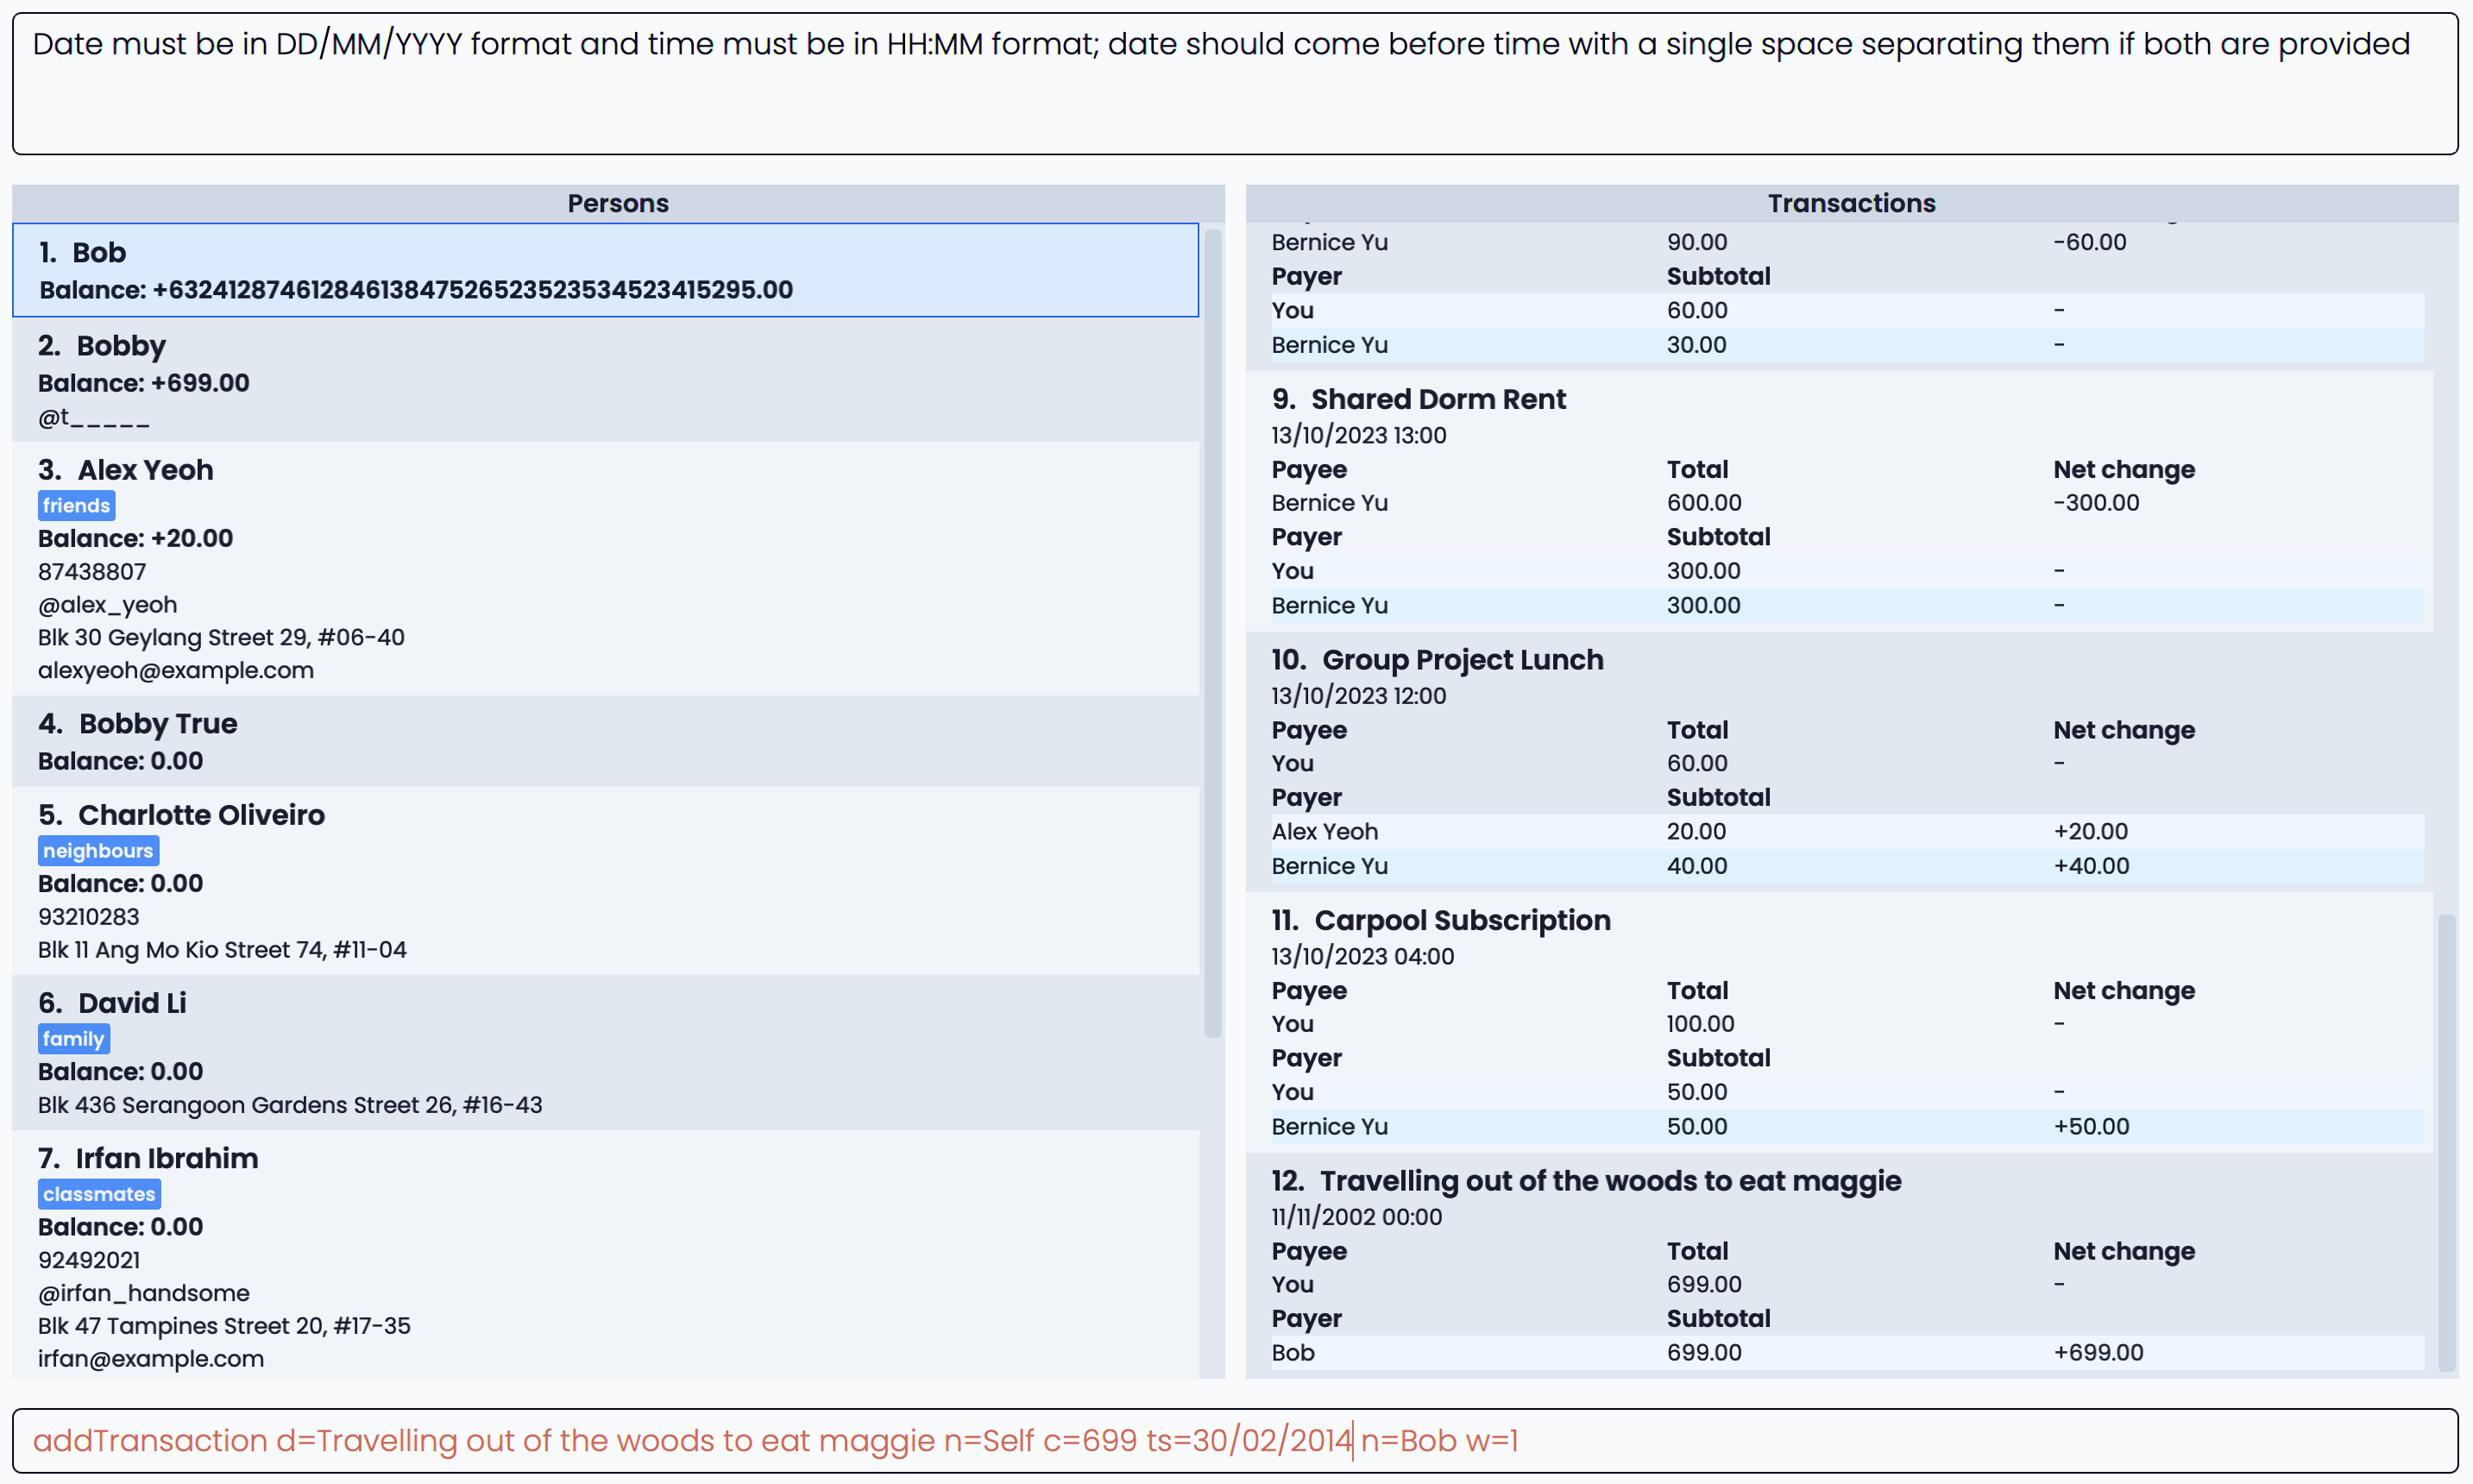 Date must be in DD/MM/YYYY format and time must be in HH:MM format; date should come before time with a single space separating them if both are provided
Persons
1. Bob
Balance: +6324128746128461384752652352353452341​5295.00
2. Bobby
Balance: +699.00
@t_____
3. Alex Yeoh
friends
Balance: +20.00
87438807
@alex_yeoh
Blk 30 Geylang Street 29, #06-40
alexyeoh@example.com
4. Bobby True
Balance: 0.00
5. Charlotte Oliveiro
neighbours
Balance: 0.00
93210283
Blk 11 Ang Mo Kio Street 74, #11-04
6. David Li
family
Balance: 0.00
Blk 436 Serangoon Gardens Street 26, #16-43
7. Irfan Ibrahim
classmates
Balance: 0.00
92492021
@irfan_handsome
Blk 47 Tampines Street 20, #17-35
irfan@example.com
Transactions
Bernice Yu 90.00 -60.00
Payer Subtotal
You 60.00 -
Bernice Yu 30.00 -
9. Shared Dorm Rent
13/10/2023 13:00
Payee Total Net change
Bernice Yu 600.00 -300.00
Payer Subtotal
You 300.00 -
Bernice Yu 300.00 -
10. Group Project Lunch
13/10/2023 12:00
Payee Total Net change
You 60.00 -
Payer Subtotal
Alex Yeoh 20.00 +20.00
Bernice Yu 40.00 +40.00
11. Carpool Subscription
13/10/2023 04:00
Payee Total Net change
You 100.00 -
Payer Subtotal
You 50.00 -
Bernice Yu 50.00 +50.00
12. Travelling out of the woods to eat maggie
11/11/2002 00:00
Payee Total Net change
You 699.00 -
Payer Subtotal
Bob 699.00 +699.00
addTransaction d=Travelling out of the woods to eat maggie n=Self c=699 ts=30/02/2014 n=Bob w=1